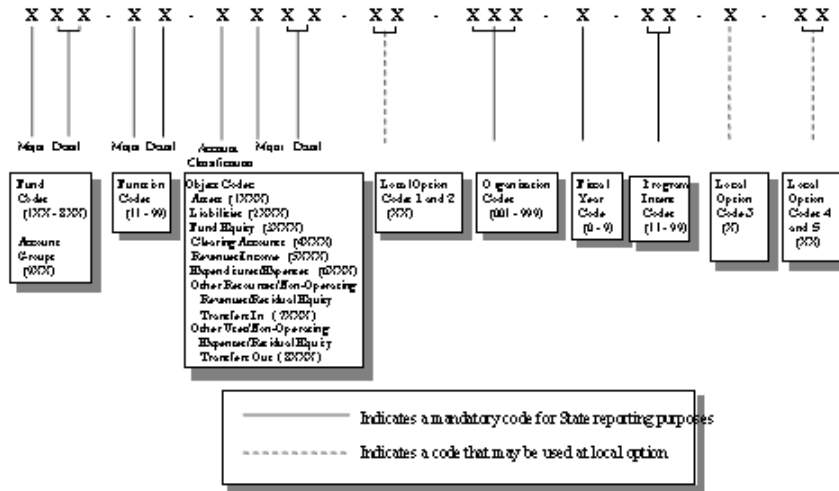 X X X - X X - X X X X - X X - X X X - X - X X - X - X X
Major Detail Major Detail Account Major Detail
Classification
Fund
Codes
(1XX - 8XX)
Account
Groups
(9XX)
Function
Codes
(11 - 99)
Object Codes
Assets (1XXX)
Liabilities (2XXX)
Fund Equity (3XXX)
Clearing Accounts (4XXX)
Revenues/Income (5XXX)
Expenditures/Expenses (6XXX)
Other Resources/Non-Operating
Revenues/Residual Equity
Transfers In (7XXX)
Other Uses/Non-Operating
Expenses/Residual Equity
Transfers Out (8XXX)
Local Option
Codes 1 and 2
(XX)
Organization
Codes
(001 - 999)
Fiscal
Year
Code
(0 - 9)
Program
Intent
Codes
(11 - 99)
Local
Option
Code 3
(X)
Local
Option
Codes 4
and 5
(XX)
Indicates a mandatory code for State reporting purposes
Indicates a code that may be used at local option